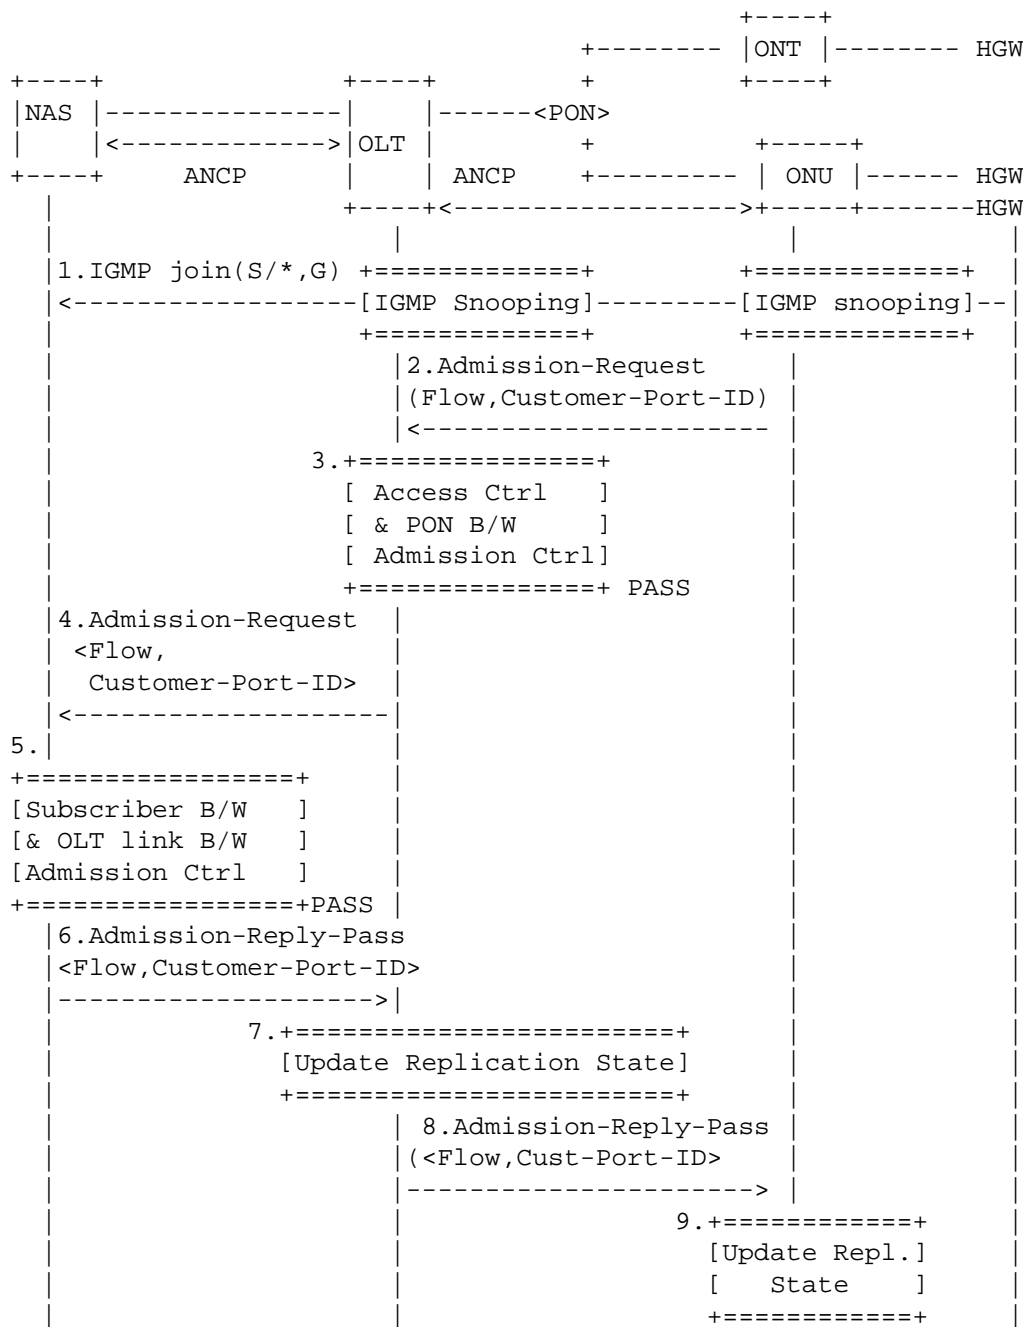 +----+
                                    +-------- |ONT |-------- HGW
+----+               +----+         +         +----+
|NAS |---------------|    |------<PON>
|    |<------------->|OLT |         +          +-----+
+----+     ANCP      |    | ANCP    +--------- | ONU |------ HGW
  |                  +----+<------------------>+-----+-------HGW
  |                     |                        |             |
  |1.IGMP join(S/*,G) +=============+         +=============+  |
  |<------------------[IGMP Snooping]---------[IGMP snooping]--|
  |                   +=============+         +=============+  |
  |                     |2.Admission-Request     |             |
  |                     |(Flow,Customer-Port-ID) |             |
  |                     |<---------------------- |             |
  |                3.+===============+           |             |
  |                  [ Access Ctrl   ]           |             |
  |                  [ & PON B/W     ]           |             |
  |                  [ Admission Ctrl]           |             |
  |                  +===============+ PASS      |             |
  |4.Admission-Request  |                        |             |
  | <Flow,              |                        |             |
  |  Customer-Port-ID>  |                        |             |
  |<--------------------|                        |             |
5.|                     |                        |             |
+=================+     |                        |             |
[Subscriber B/W   ]     |                        |             |
[& OLT link B/W   ]     |                        |             |
[Admission Ctrl   ]     |                        |             |
+=================+PASS |                        |             |
  |6.Admission-Reply-Pass                        |             |
  |<Flow,Customer-Port-ID>                       |             |
  |-------------------->|                        |             |
  |            7.+========================+      |             |
  |              [Update Replication State]      |             |
  |              +========================+      |             |
  |                     | 8.Admission-Reply-Pass |             |
  |                     |(<Flow,Cust-Port-ID>    |             |
  |                     |----------------------> |             |
  |                     |                 9.+============+     |
  |                     |                   [Update Repl.]     |
  |                     |                   [   State    ]     |
  |                     |                   +============+     |